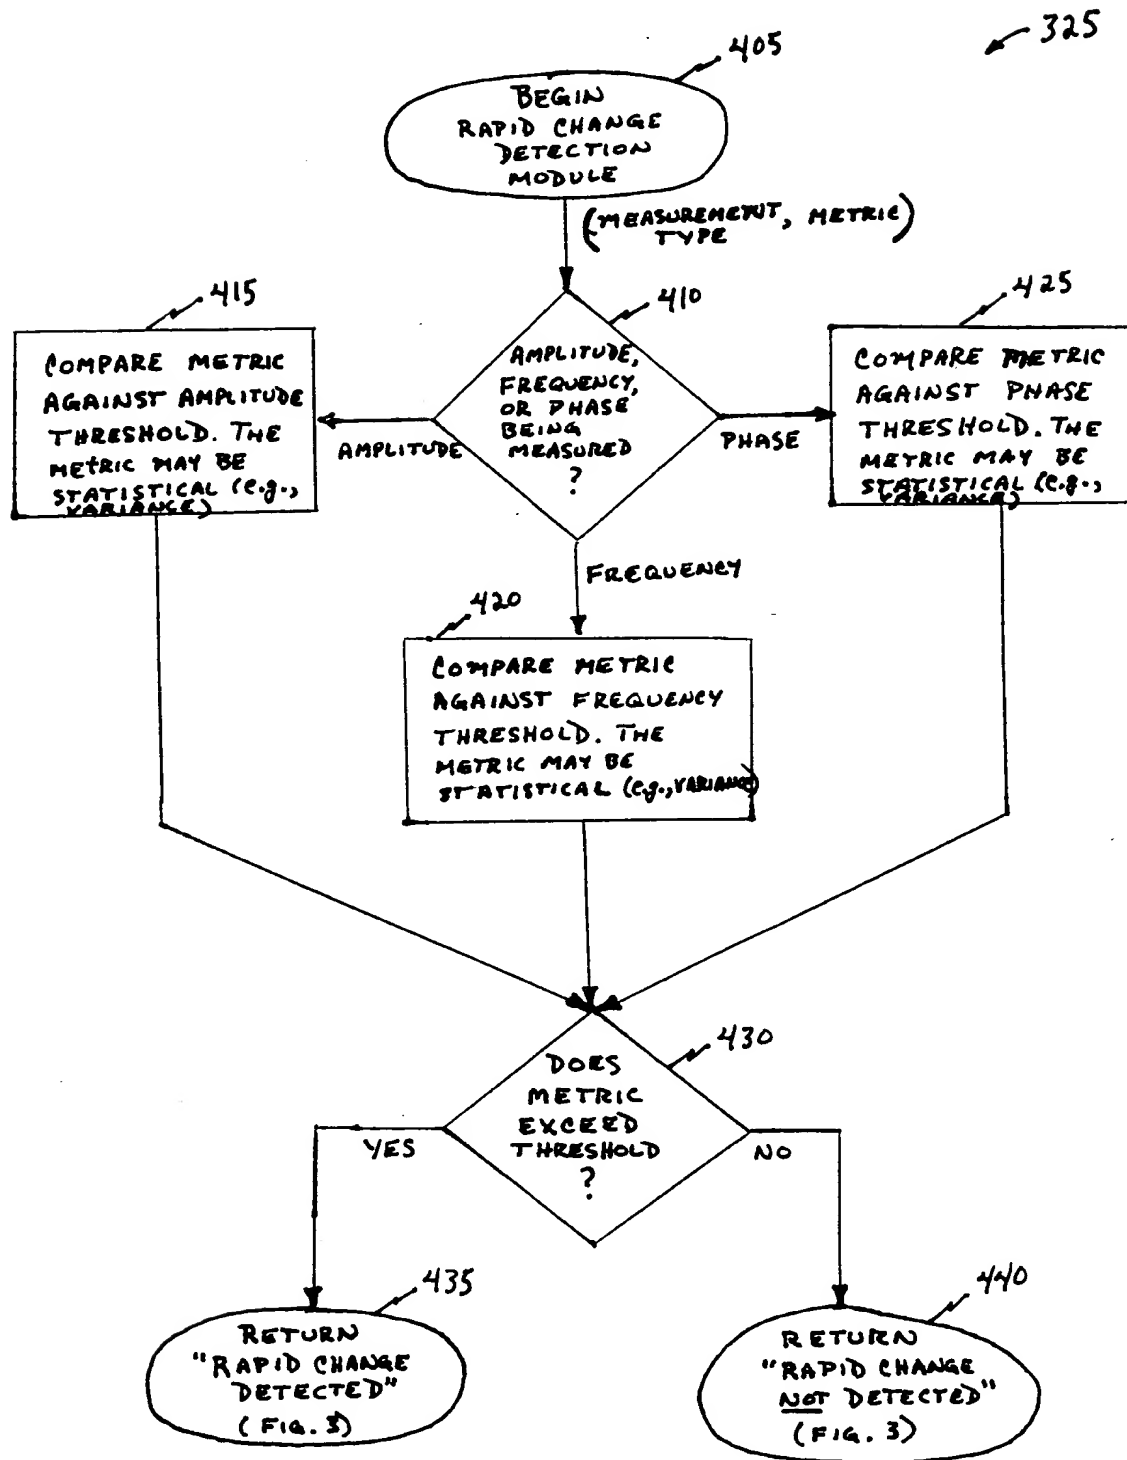 325
405
BEGIN
RAPID CHANGE
DETECTION
MODULE
(MEASUREMENT, METRIC)
TYPE
415
COMPARE METRIC
AGAINST AMPLITUDE
THRESHOLD. THE
METRIC MAY BE
STATISTICAL (e.g.,
VARIANCE)
AMPLITUDE
410
AMPLITUDE,
FREQUENCY,
OR PHASE
BEING
MEASURED
?
PHASE
425
COMPARE METRIC
AGAINST PHASE
THRESHOLD. THE
METRIC MAY BE
STATISTICAL (e.g.,
VARIANCE)
FREQUENCY
420
COMPARE METRIC
AGAINST FREQUENCY
THRESHOLD. THE
METRIC MAY BE
STATISTICAL (e.g., VARIANCE)
430
DOES
METRIC
EXCEED
THRESHOLD
?
YES
NO
435
RETURN
"RAPID CHANGE
DETECTED"
(FIG. 3)
440
RETURN
"RAPID CHANGE
NOT DETECTED"
(FIG. 3)